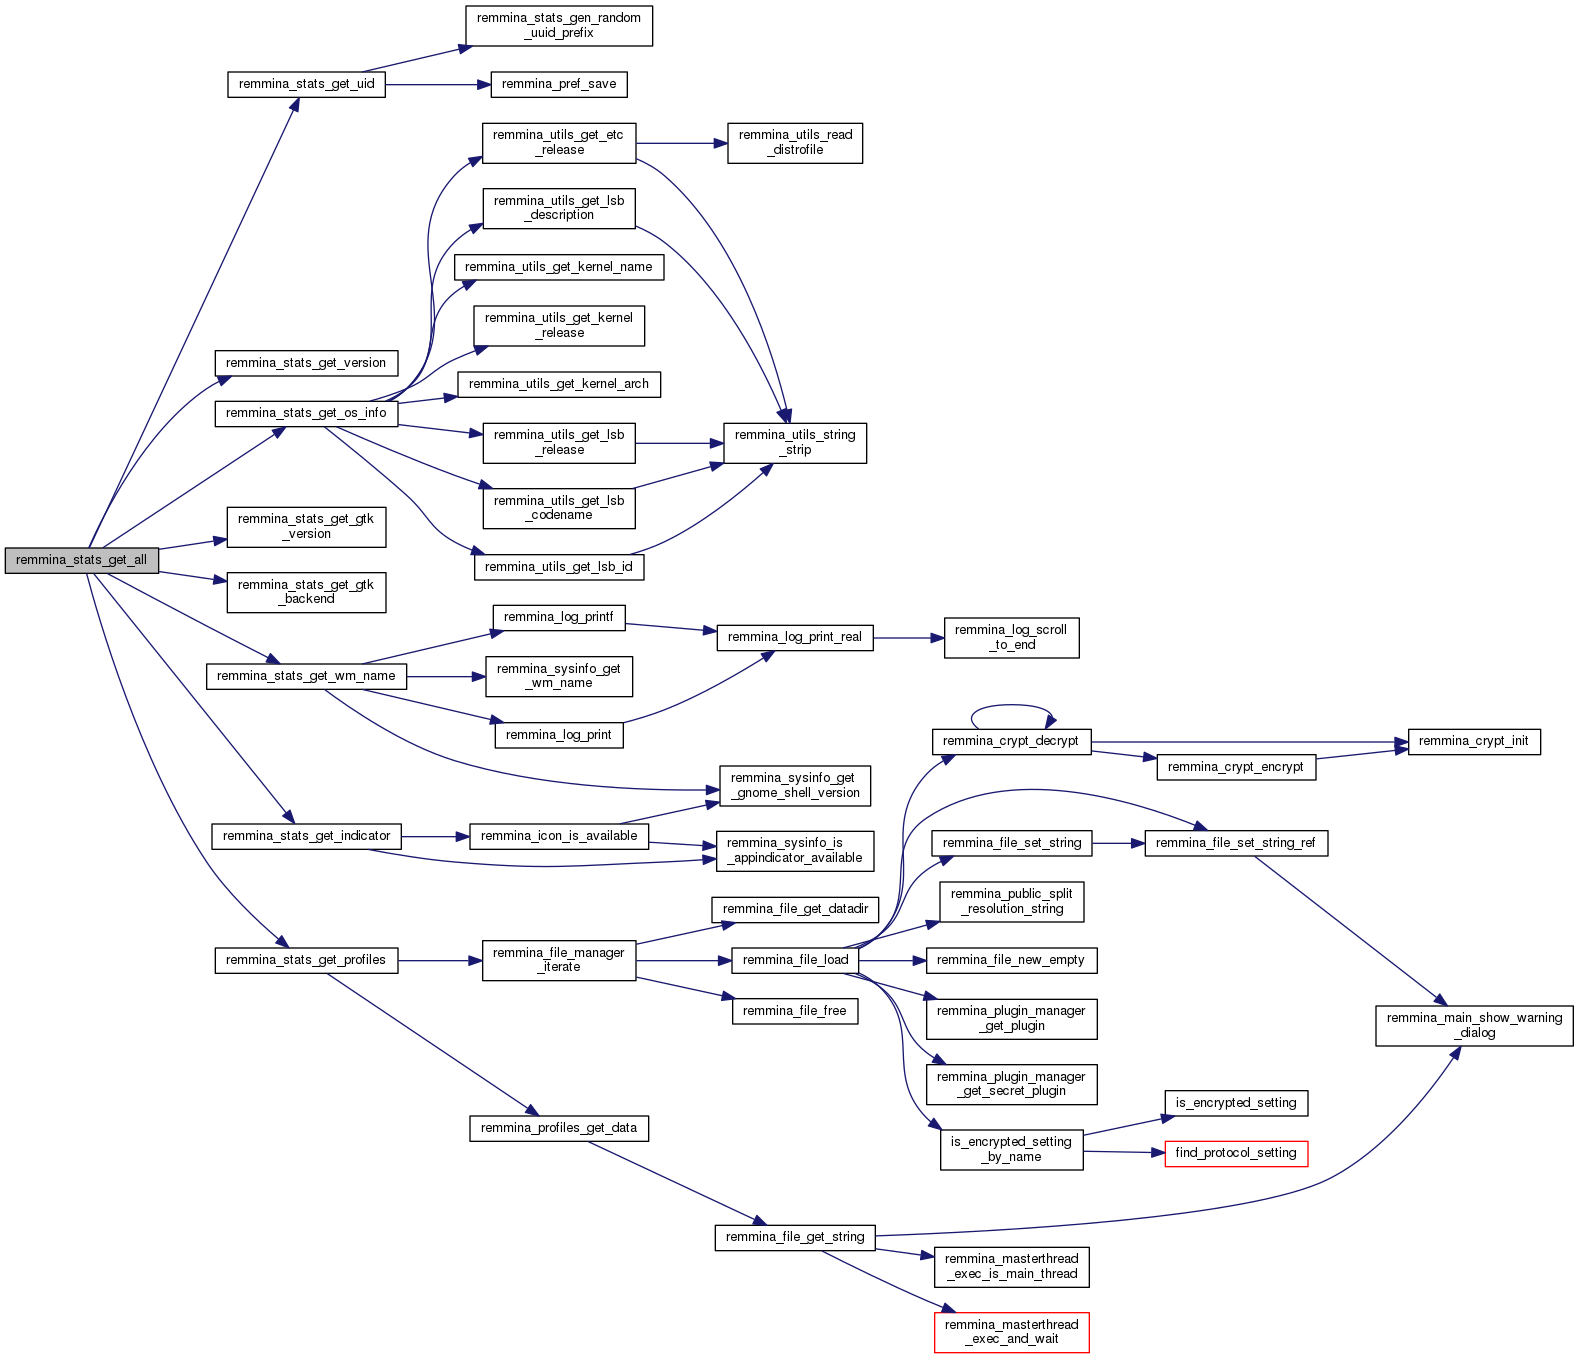 remmina_stats_get_all
remmina_stats_get_uid
remmina_stats_gen_random
_uuid_prefix
remmina_pref_save
remmina_stats_get_version
remmina_stats_get_os_info
remmina_utils_get_etc
_release
remmina_utils_read
_distrofile
remmina_utils_get_lsb
_description
remmina_utils_get_kernel_name
remmina_utils_get_kernel
_release
remmina_utils_get_kernel_arch
remmina_utils_get_lsb
_release
remmina_utils_string
_strip
remmina_utils_get_lsb
_codename
remmina_utils_get_lsb_id
remmina_stats_get_gtk
_version
remmina_stats_get_gtk
_backend
remmina_stats_get_wm_name
remmina_log_printf
remmina_log_print_real
remmina_log_scroll
_to_end
remmina_sysinfo_get
_wm_name
remmina_log_print
remmina_sysinfo_get
_gnome_shell_version
remmina_stats_get_indicator
remmina_icon_is_available
remmina_sysinfo_is
_appindicator_available
remmina_stats_get_profiles
remmina_file_manager
_iterate
remmina_file_get_datadir
remmina_file_load
remmina_file_free
remmina_crypt_decrypt
remmina_crypt_encrypt
remmina_crypt_init
remmina_file_set_string
remmina_file_set_string_ref
remmina_public_split
_resolution_string
remmina_file_new_empty
remmina_plugin_manager
_get_plugin
remmina_plugin_manager
_get_secret_plugin
is_encrypted_setting
_by_name
is_encrypted_setting
find_protocol_setting
remmina_main_show_warning
_dialog
remmina_profiles_get_data
remmina_file_get_string
remmina_masterthread
_exec_is_main_thread
remmina_masterthread
_exec_and_wait